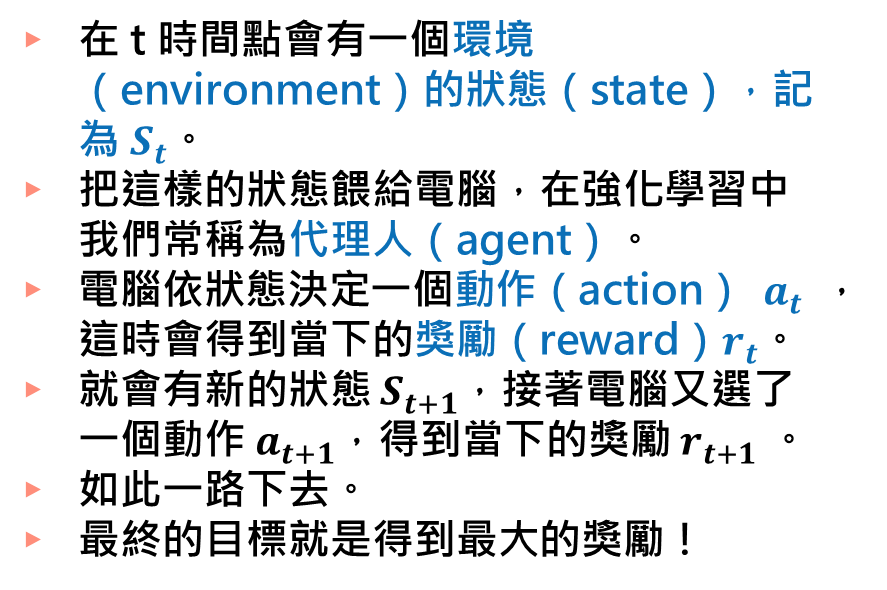 ▸ 在 t 時間點會有一個環境
（environment）的狀態（state），記
為 Sₜ。
▸ 把這樣的狀態餵給電腦，在強化學習中
我們常稱為代理人（agent）。
▸ 電腦依狀態決定一個動作（action） aₜ ，
這時會得到當下的獎勵（reward）rₜ。
▸ 就會有新的狀態 Sₜ₊₁，接著電腦又選了
一個動作 aₜ₊₁，得到當下的獎勵 rₜ₊₁ 。
▸ 如此一路下去。
▸ 最終的目標就是得到最大的獎勵！